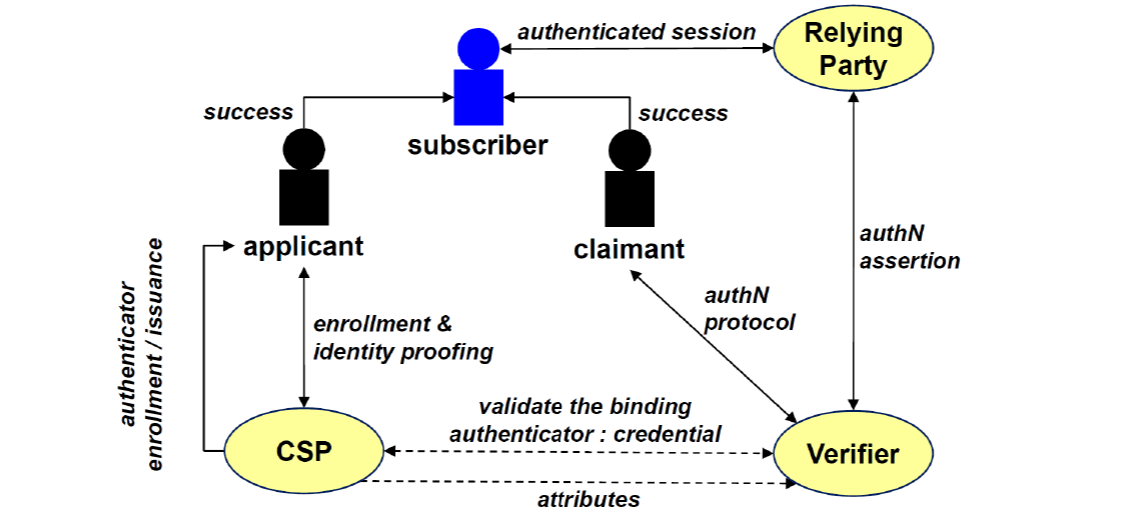 authenticated session
Relying
Party
success
success
subscriber
applicant
claimant
authenticator
enrollment / issuance
enrollment &
identity proofing
authN
protocol
authN
assertion
validate the binding
authenticator : credential
CSP
Verifier
attributes